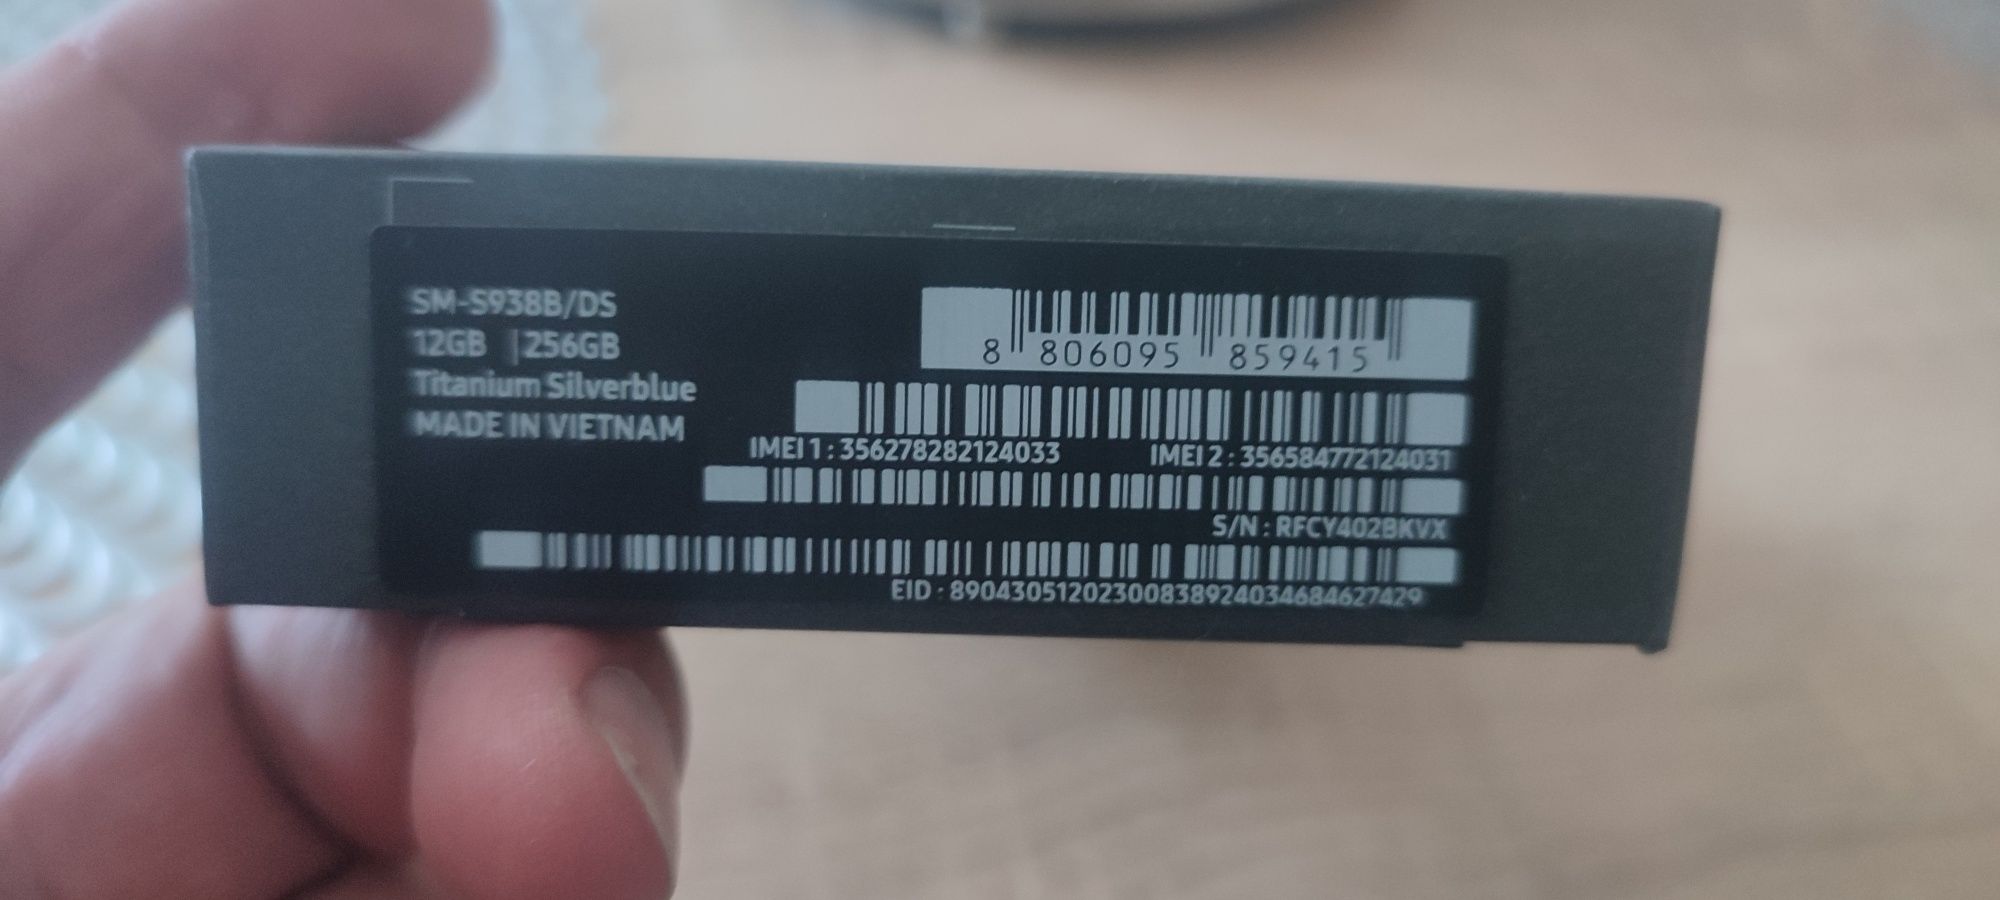 SM-S938B/DS
12GB |256GB
Titanium Silverblue
MADE IN VIETNAM
8 806095 859415
IMEI 1 : 356278282124033 IMEI 2 : 356584772124031
S/N : RFCY402BKVX
EID : 89043051202300838924034684627429